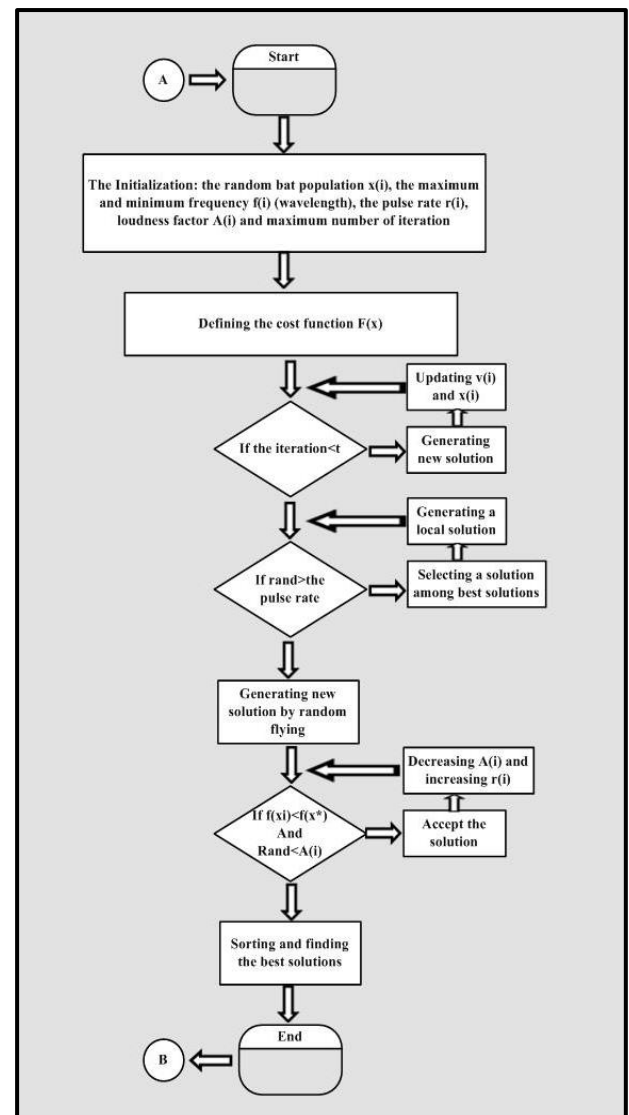 Start
A
The Initialization: the random bat population x(i), the maximum
and minimum frequency f(i) (wavelength), the pulse rate r(i),
loudness factor A(i) and maximum number of iteration
Defining the cost function F(x)
Updating v(i)
and x(i)
If the iteration<t
Generating
new solution
Generating a
local solution
If rand>the
pulse rate
Selecting a solution
among best solutions
Generating new
solution by random
flying
Decreasing A(i) and
increasing r(i)
If f(xi)<f(x*)
And
Rand<A(i)
Accept the
solution
Sorting and finding
the best solutions
End
B